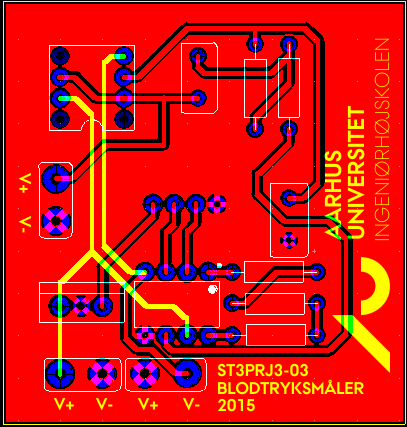 V+
V-
AARHUS
UNIVERSITET
INGENIØRHØJSKOLEN
ST3PRJ3-03
BLODTRYKSMÅLER
2015
V+ V- V+ V-